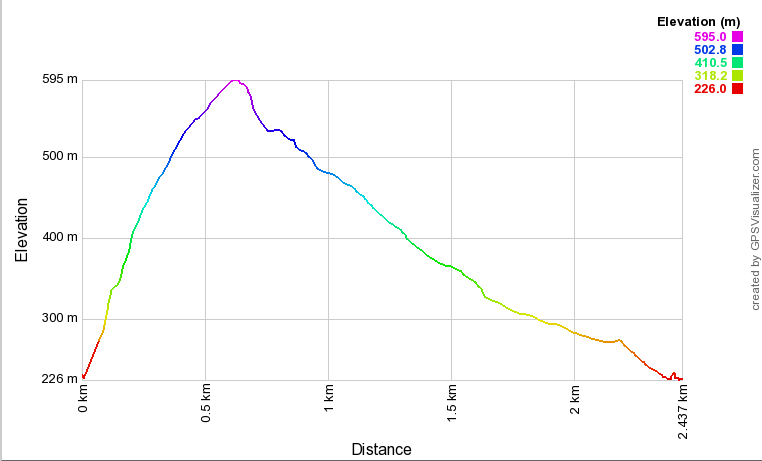 Elevation (m)
595.0
502.8
410.5
318.2
226.0
595 m
500 m
400 m
300 m
226 m
Elevation
0 km
0.5 km
1 km
1.5 km
2 km
2.437 km
Distance
created by GPSVisualizer.com